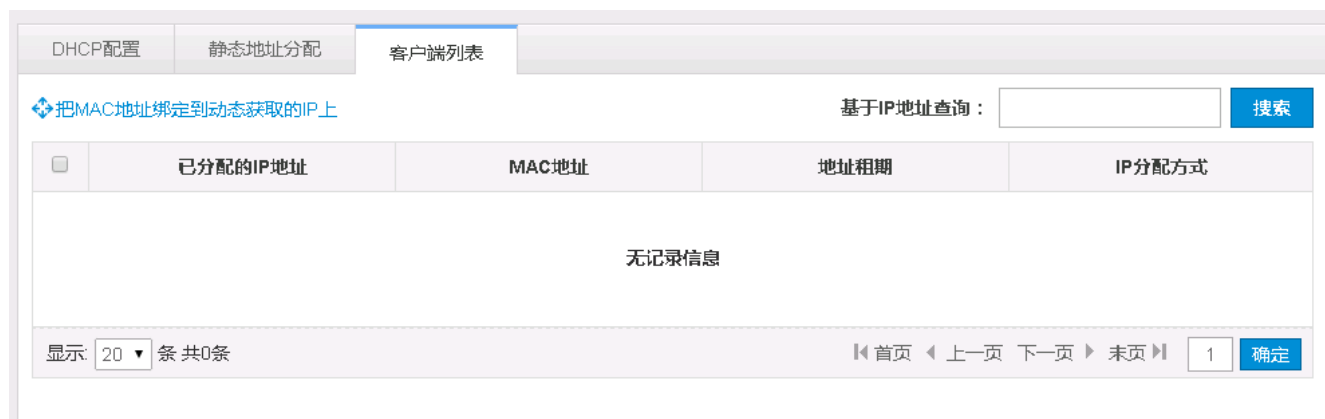 DHCP配置 静态地址分配 客户端列表
把MAC地址绑定到动态获取的IP上 基于IP地址查询： 搜索
已分配的IP地址 MAC地址 地址租期 IP分配方式
无记录信息
显示: 20 条 共0条 首页 上一页 下一页 末页 1 确定